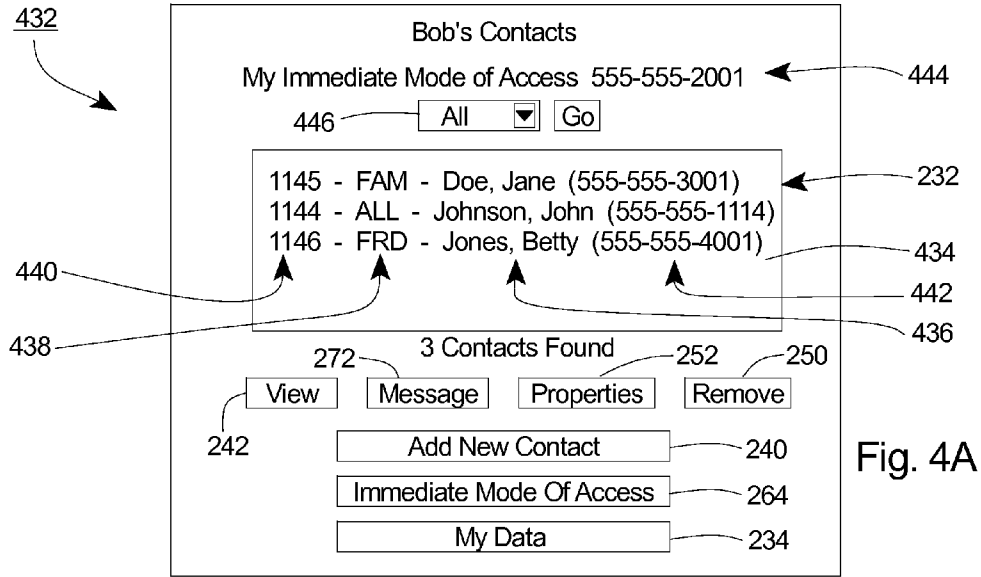 432
Bob's Contacts
My Immediate Mode of Access 555-555-2001
444
446
All
Go
1145 - FAM - Doe, Jane (555-555-3001)
232
1144 - ALL - Johnson, John (555-555-1114)
1146 - FRD - Jones, Betty (555-555-4001)
434
440
442
438
436
3 Contacts Found
272
252
250
View
Message
Properties
Remove
242
Add New Contact
240
Fig. 4A
Immediate Mode Of Access
264
My Data
234